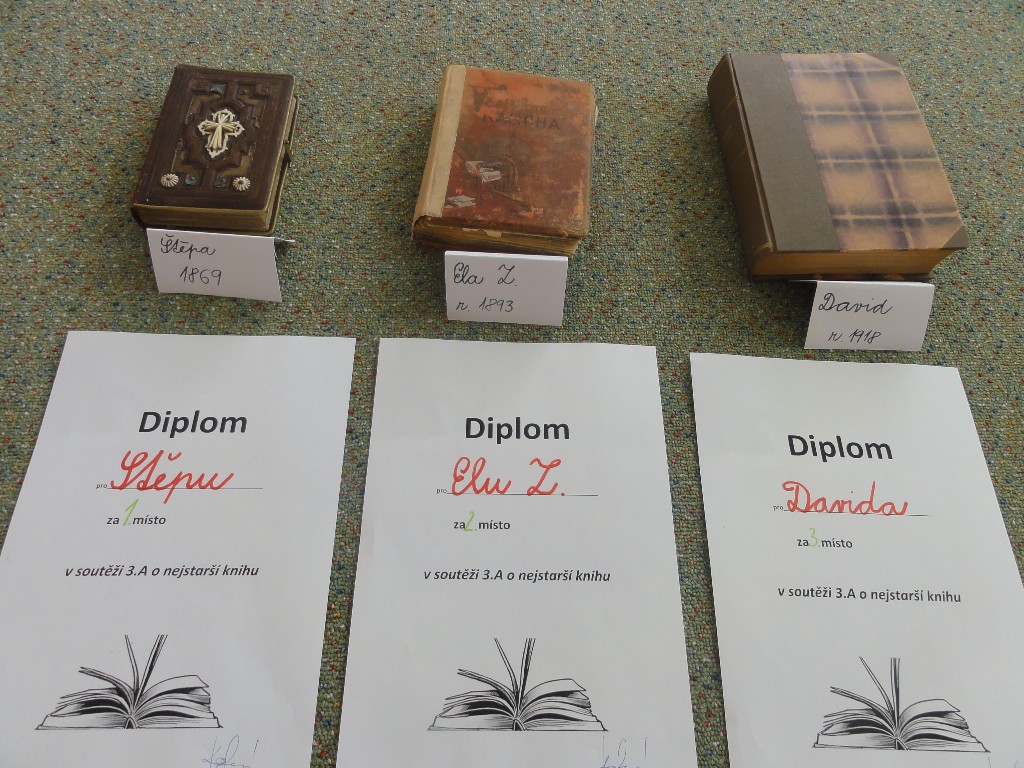 Štěpa
1869
Ela Z.
r. 1893
David
r. 1918
Diplom
pro Štěpu
za 1. místo
v soutěži 3.A o nejstarší knihu
Diplom
pro Elu Z.
za 2. místo
v soutěži 3.A o nejstarší knihu
Diplom
pro Davida
za 3. místo
v soutěži 3.A o nejstarší knihu